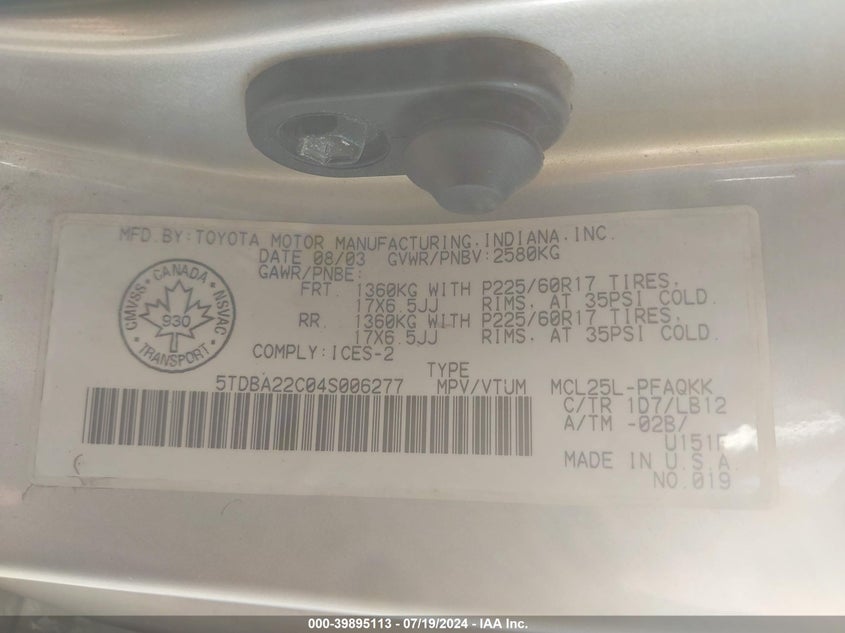 MFD.BY:TOYOTA MOTOR MANUFACTURING,INDIANA,INC.
DATE 08/03 GVWR/PNBV:2580KG
GAWR/PNBE:
FRT. 1360KG WITH P225/60R17 TIRES,
17X6.5JJ RIMS, AT 35PSI COLD.
RR. 1360KG WITH P225/60R17 TIRES,
17X6.5JJ RIMS, AT 35PSI COLD.
COMPLY:ICES-2
CANADA
CMVSS NSVAC
930
TRANSPORT
TYPE
5TDBA22C04S006277 MPV/VTUM MCL25L-PFAQKK
C/TR 1D7/LB12
A/TM -02B/
U151F
MADE IN U.S.A.
NO.019
000-39895113 - 07/19/2024 - IAAI.com